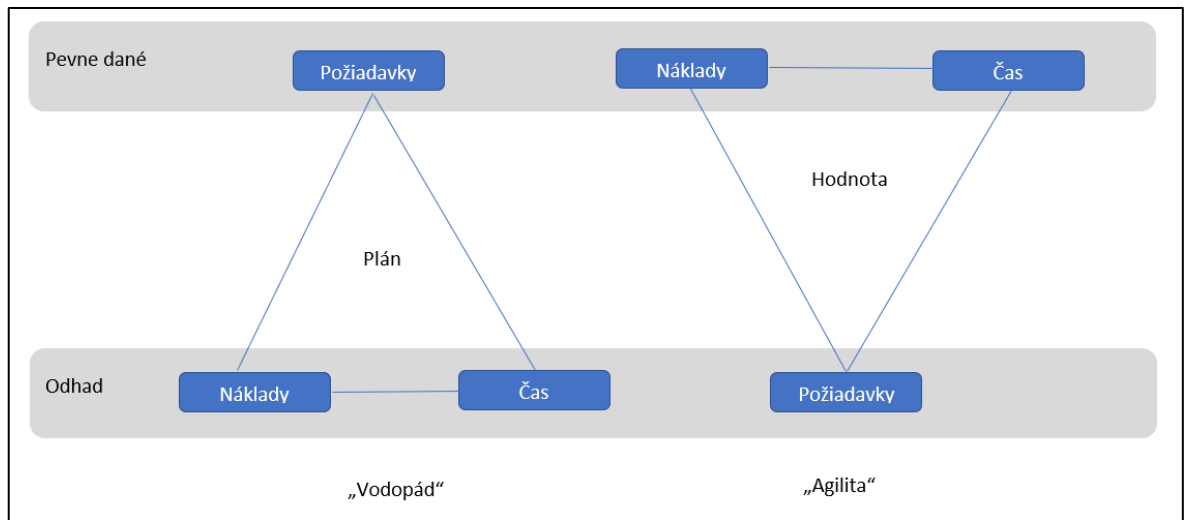 Pevne dané
Požiadavky
Náklady
Čas
Hodnota
Plán
Odhad
Náklady
Čas
Požiadavky
„Vodopád“
„Agilita“